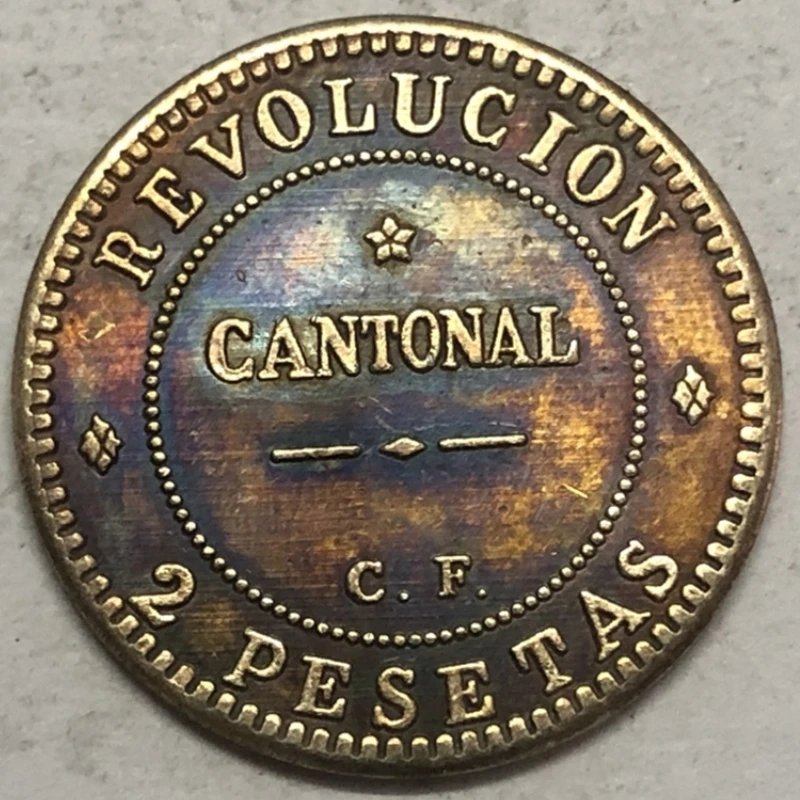 REVOLUCION
CANTONAL
C. F.
2 PESETAS